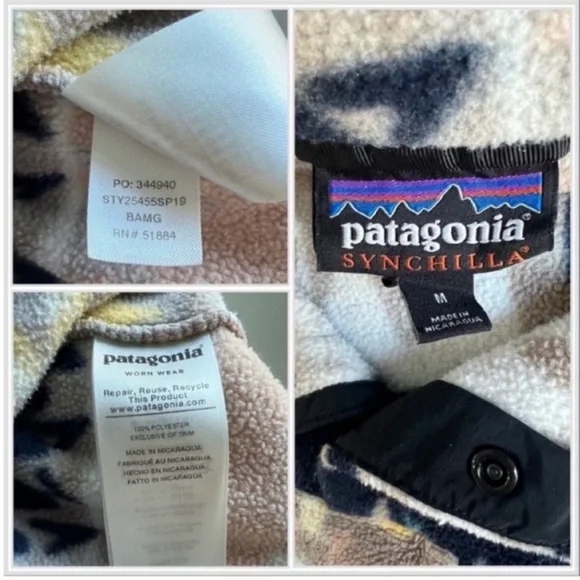 PO: 344940
STY25455SP19
BAMG
RN# 51884
patagonia®
SYNCHILLA®
M
MADE IN
NICARAGUA
patagonia®
WORN WEAR
Repair, Reuse, Recycle
This Product
www.patagonia.com
100% POLYESTER
EXCLUSIVE OF TRIM
MADE IN NICARAGUA
FABRIQUÉ AU NICARAGUA
HECHO EN NICARAGUA
FATTO IN NICARAGUA